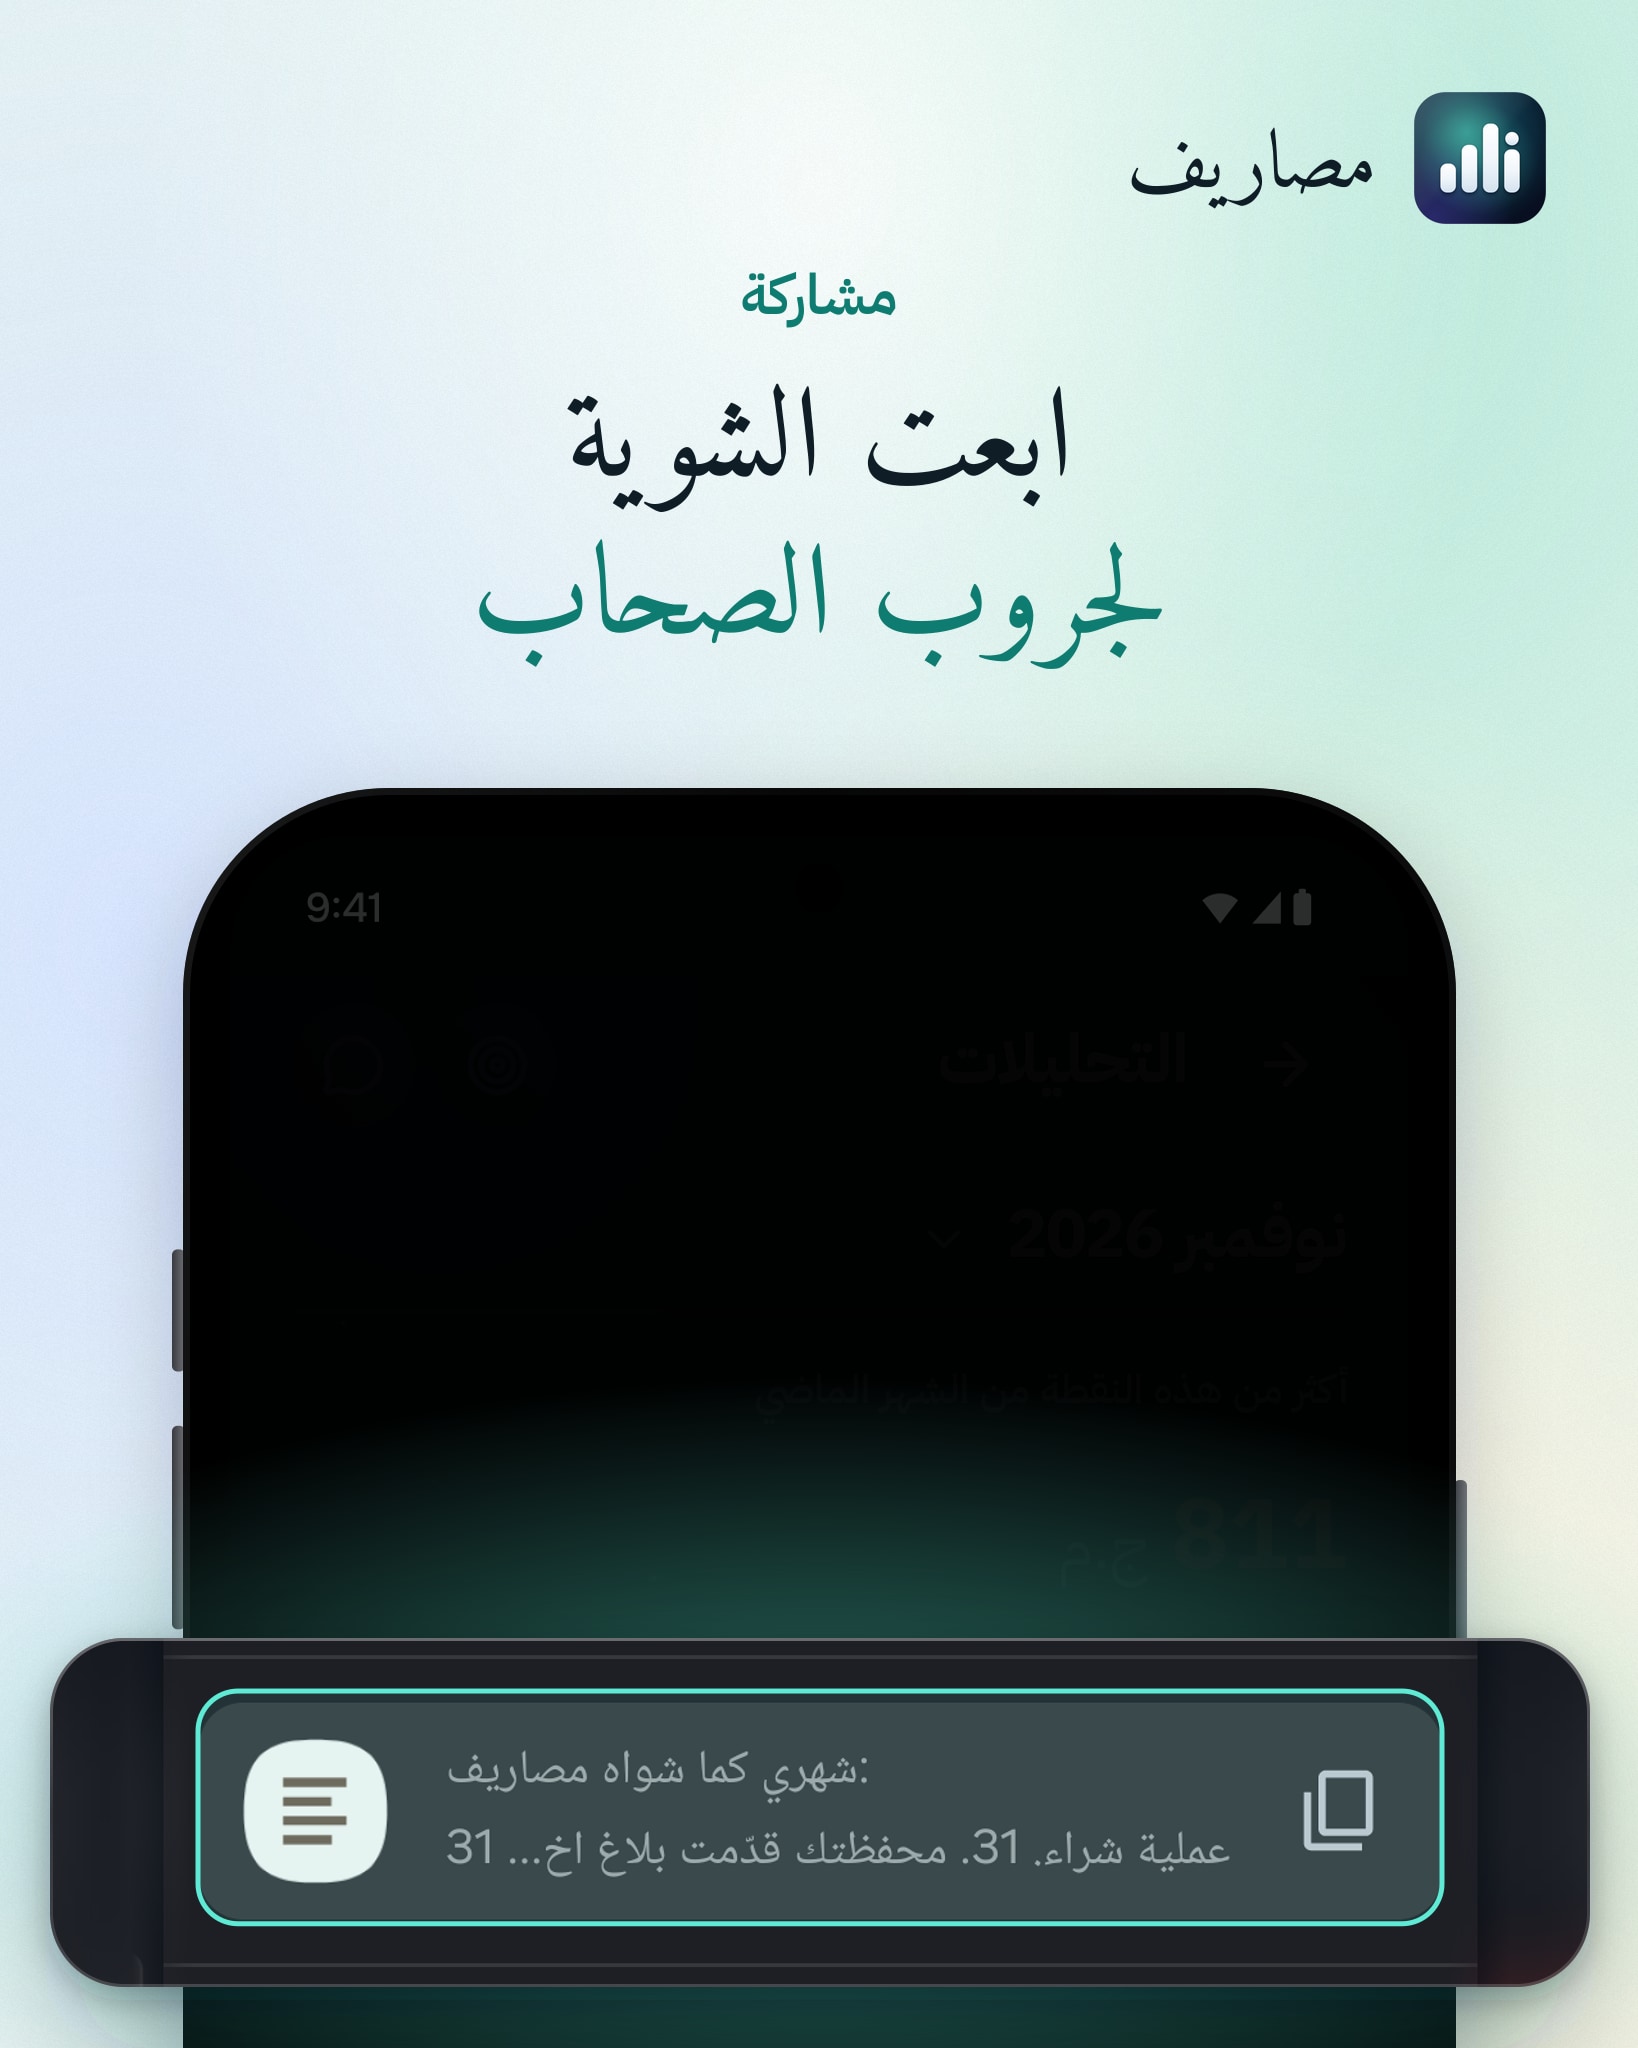 مصاريف
مشاركة
ابعت الشوية
لجروب الصحاب
9:41
التحليلات
نوفمبر 2026
أكثر من هذه النقطة من الشهر الماضي
811 ج.م
شهري كما شواه مصاريف:
31 عملية شراء. 31. محفظتك قدّمت بلاغ اخ...